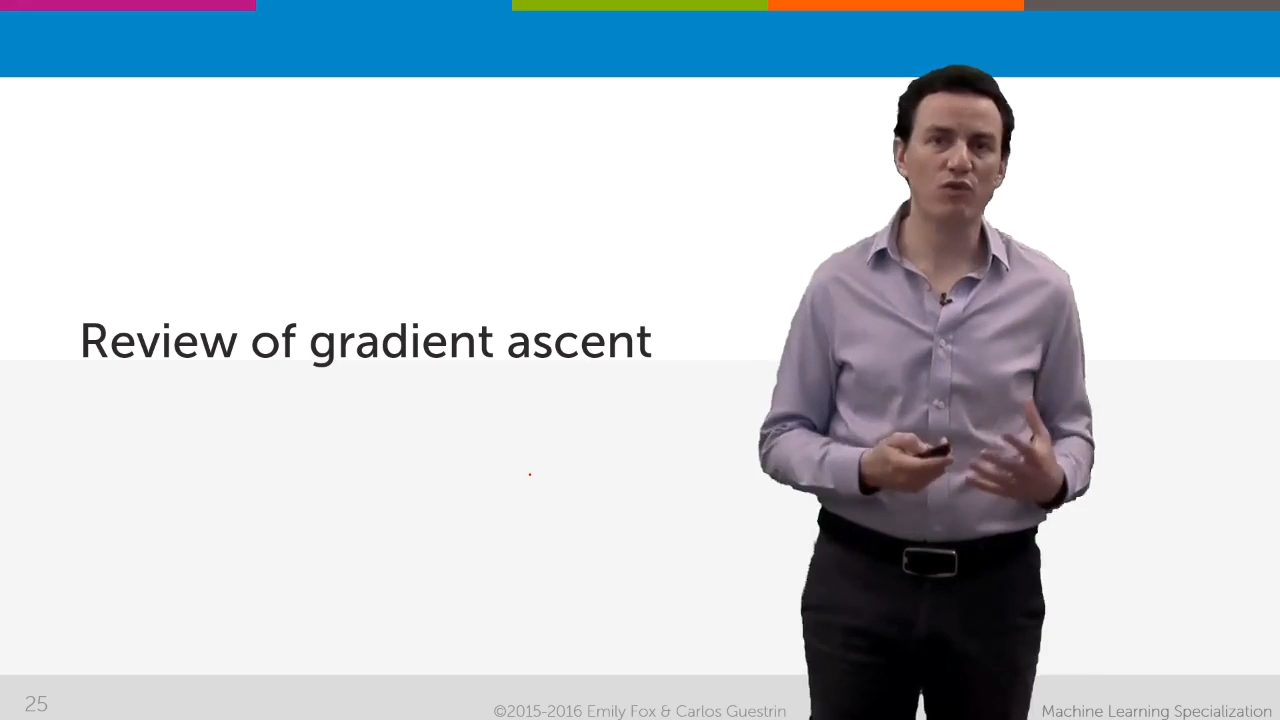 Review of gradient ascent
25
©2015-2016 Emily Fox & Carlos Guestrin
Machine Learning Specialization